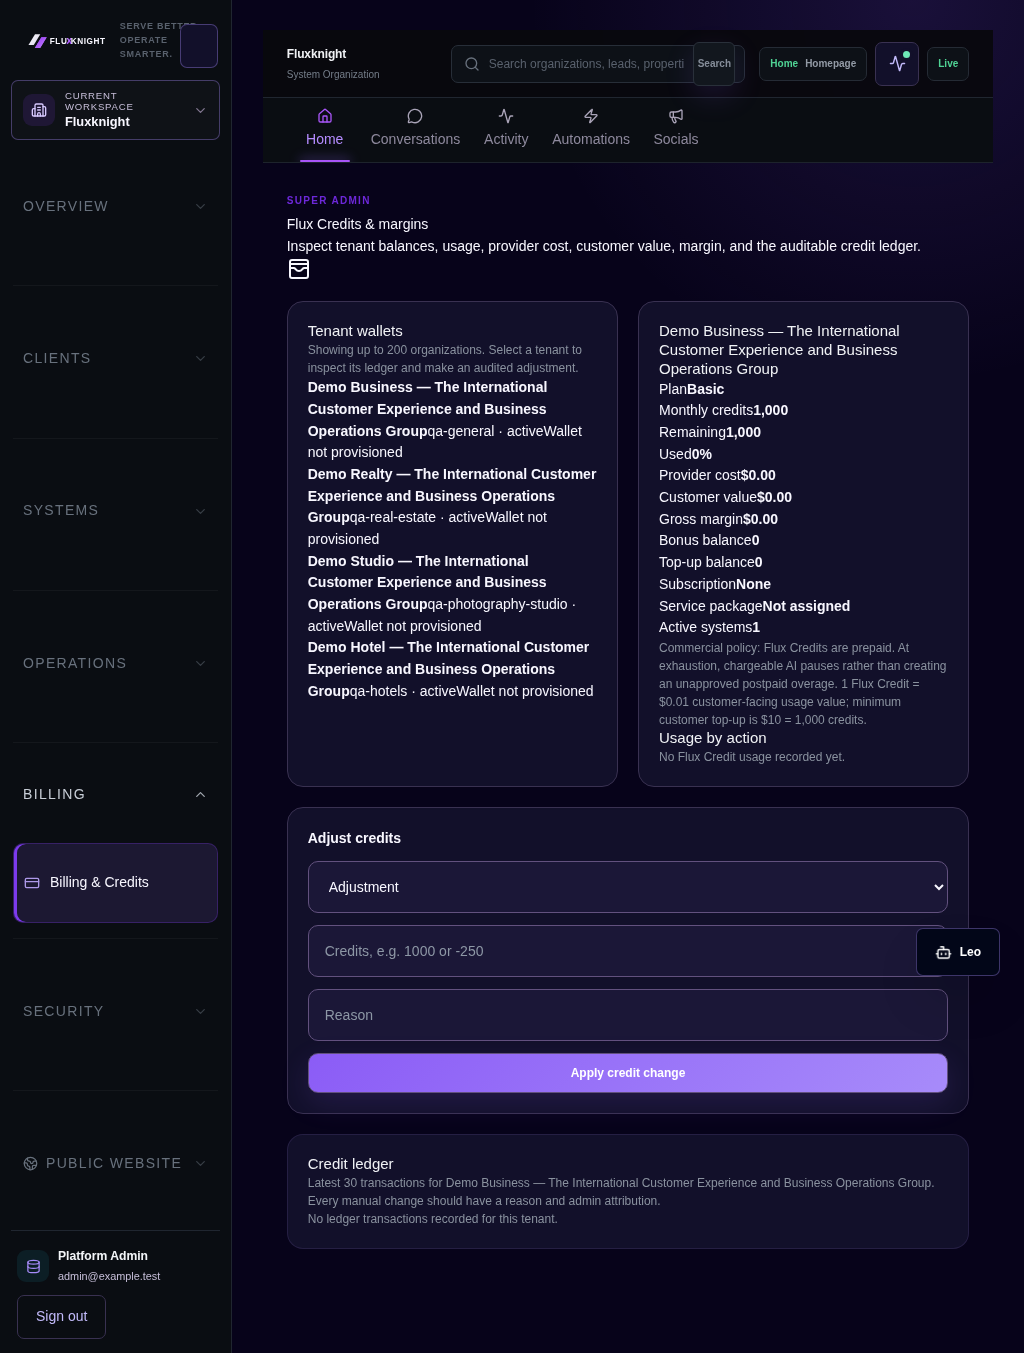 FLUXKNIGHT
SERVE BETTER.
OPERATE
SMARTER.
CURRENT
WORKSPACE
Fluxknight
OVERVIEW
CLIENTS
SYSTEMS
OPERATIONS
BILLING
Billing & Credits
SECURITY
PUBLIC WEBSITE
Platform Admin
admin@example.test
Sign out
Fluxknight
System Organization
Search organizations, leads, properti
Search
Home Homepage
Live
Home
Conversations
Activity
Automations
Socials
SUPER ADMIN
Flux Credits & margins
Inspect tenant balances, usage, provider cost, customer value, margin, and the auditable credit ledger.
Tenant wallets
Showing up to 200 organizations. Select a tenant to
inspect its ledger and make an audited adjustment.
Demo Business — The International
Customer Experience and Business
Operations Groupqa-general · activeWallet
not provisioned
Demo Realty — The International Customer
Experience and Business Operations
Groupqa-real-estate · activeWallet not
provisioned
Demo Studio — The International
Customer Experience and Business
Operations Groupqa-photography-studio ·
activeWallet not provisioned
Demo Hotel — The International Customer
Experience and Business Operations
Groupqa-hotels · activeWallet not provisioned
Demo Business — The International
Customer Experience and Business
Operations Group
PlanBasic
Monthly credits1,000
Remaining1,000
Used0%
Provider cost$0.00
Customer value$0.00
Gross margin$0.00
Bonus balance0
Top-up balance0
SubscriptionNone
Service packageNot assigned
Active systems1
Commercial policy: Flux Credits are prepaid. At
exhaustion, chargeable AI pauses rather than creating
an unapproved postpaid overage. 1 Flux Credit =
$0.01 customer-facing usage value; minimum
customer top-up is $10 = 1,000 credits.
Usage by action
No Flux Credit usage recorded yet.
Adjust credits
Adjustment
Credits, e.g. 1000 or -250
Reason
Apply credit change
Leo
Credit ledger
Latest 30 transactions for Demo Business — The International Customer Experience and Business Operations Group.
Every manual change should have a reason and admin attribution.
No ledger transactions recorded for this tenant.